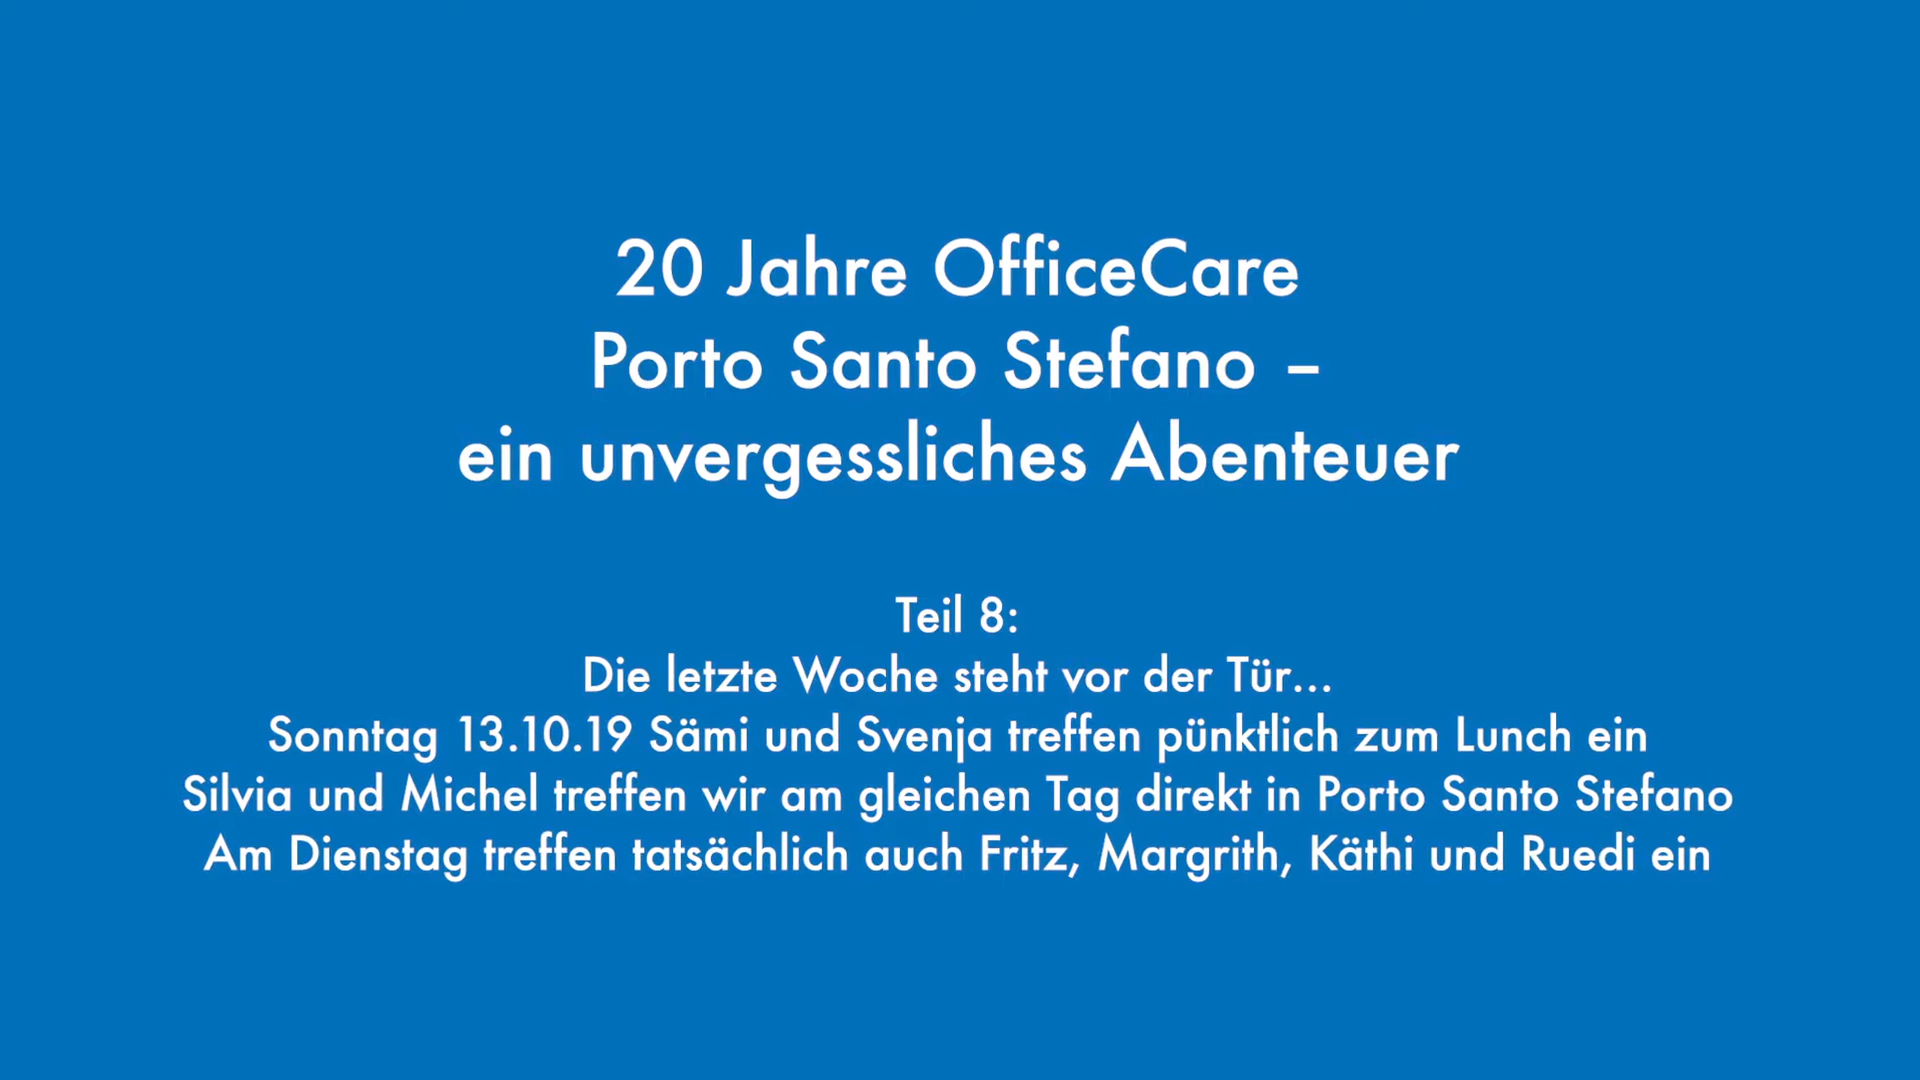 20 Jahre OfficeCare
Porto Santo Stefano –
ein unvergessliches Abenteuer
Teil 8:
Die letzte Woche steht vor der Tür...
Sonntag 13.10.19 Sämi und Svenja treffen pünktlich zum Lunch ein
Silvia und Michel treffen wir am gleichen Tag direkt in Porto Santo Stefano
Am Dienstag treffen tatsächlich auch Fritz, Margrith, Käthi und Ruedi ein